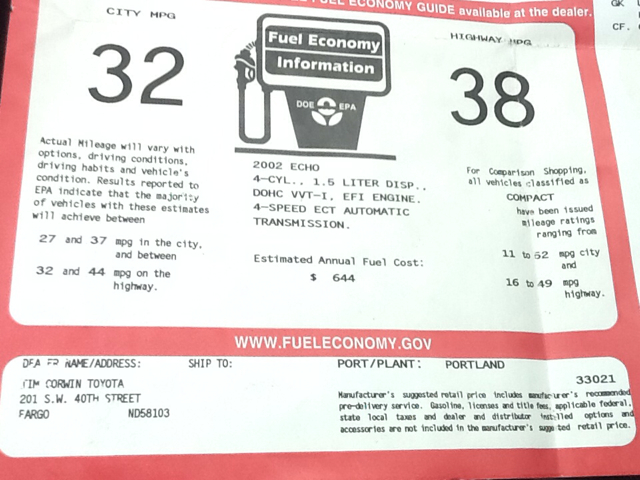 FUEL ECONOMY GUIDE available at the dealer.
GK
CF.
CITY MPG
32
Fuel Economy
Information
DOE EPA
HIGHWAY MPG
38
Actual Mileage will vary with
options, driving conditions,
driving habits and vehicle's
condition. Results reported to
EPA indicate that the majority
of vehicles with these estimates
will achieve between
27 and 37 mpg in the city,
and between
32 and 44 mpg on the
highway.
2002 ECHO
4-CYL., 1.5 LITER DISP.,
DOHC VVT-I, EFI ENGINE.
4-SPEED ECT AUTOMATIC
TRANSMISSION.
Estimated Annual Fuel Cost:
$ 644
For Comparison Shopping,
all vehicles classified as
COMPACT
have been issued
mileage ratings
ranging from
11 to 52 mpg city
and
16 to 49 mpg
highway.
WWW.FUELECONOMY.GOV
NAME/ADDRESS:
CORWIN TOYOTA
201 S.W. 40TH STREET
FARGO ND58103
SHIP TO:
PORT/PLANT: PORTLAND
33021
Manufacturer's suggested retail price includes manufacturer's recommended
pre-delivery service. Gasoline, licenses and title fees, applicable federal,
state local taxes and dealer and distributor installed options and
accessories are not included in the manufacturer's suggested retail price.